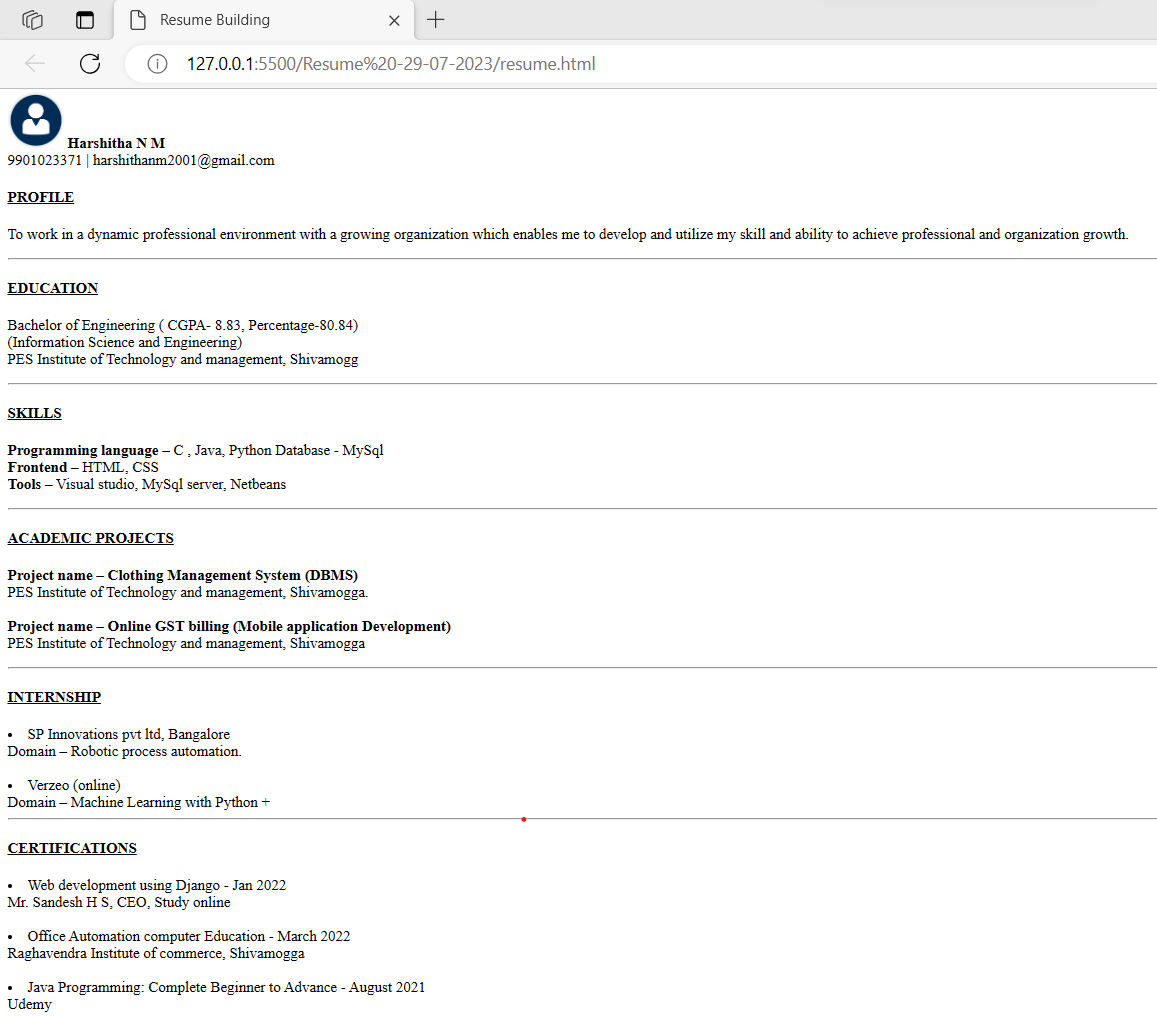 Resume Building
127.0.0.1:5500/Resume%20-29-07-2023/resume.html
Harshitha N M
9901023371 | harshithanm2001@gmail.com
PROFILE
To work in a dynamic professional environment with a growing organization which enables me to develop and utilize my skill and ability to achieve professional and organization growth.
EDUCATION
Bachelor of Engineering ( CGPA- 8.83, Percentage-80.84)
(Information Science and Engineering)
PES Institute of Technology and management, Shivamogg
SKILLS
Programming language – C , Java, Python Database - MySql
Frontend – HTML, CSS
Tools – Visual studio, MySql server, Netbeans
ACADEMIC PROJECTS
Project name – Clothing Management System (DBMS)
PES Institute of Technology and management, Shivamogga.
Project name – Online GST billing (Mobile application Development)
PES Institute of Technology and management, Shivamogga
INTERNSHIP
• SP Innovations pvt ltd, Bangalore
Domain – Robotic process automation.
• Verzeo (online)
Domain – Machine Learning with Python +
CERTIFICATIONS
• Web development using Django - Jan 2022
Mr. Sandesh H S, CEO, Study online
• Office Automation computer Education - March 2022
Raghavendra Institute of commerce, Shivamogga
• Java Programming: Complete Beginner to Advance - August 2021
Udemy